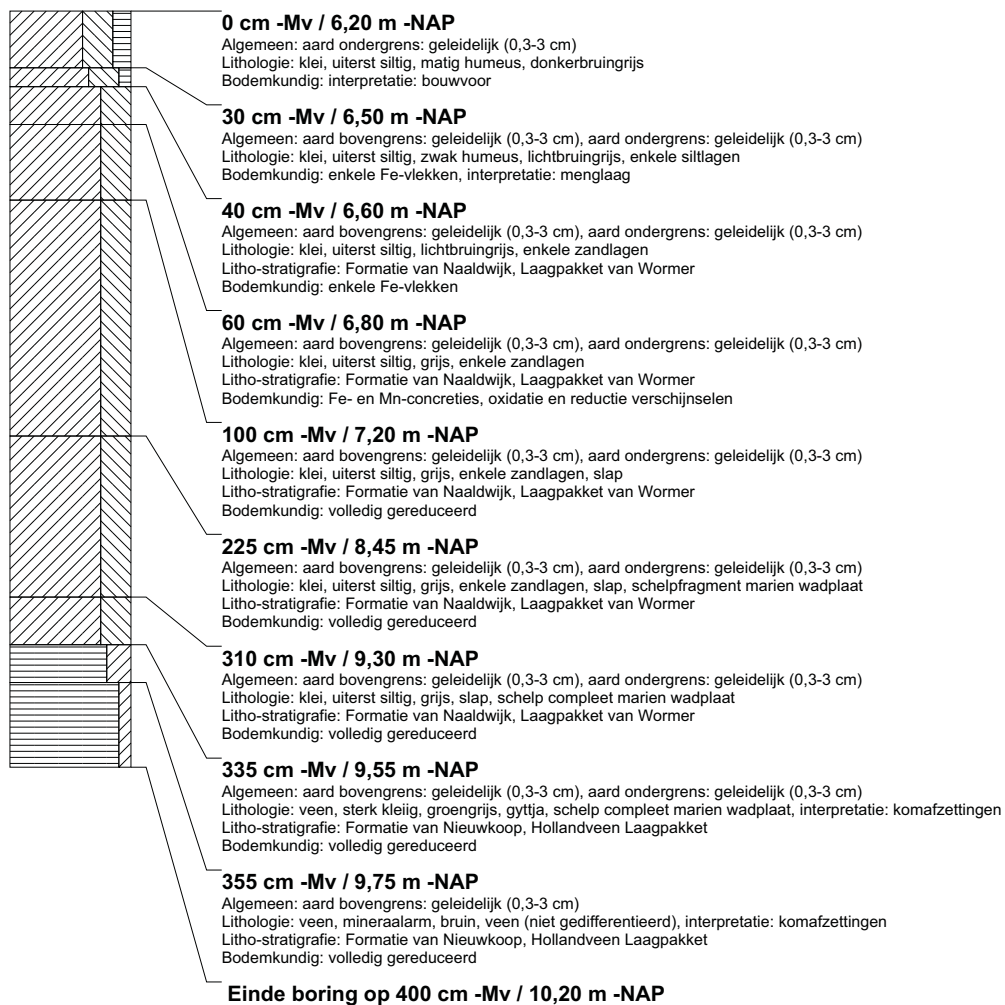 0 cm -Mv / 6,20 m -NAP
Algemeen: aard ondergrens: geleidelijk (0,3-3 cm)
Lithologie: klei, uiterst siltig, matig humeus, donkerbruingrijs
Bodemkundig: interpretatie: bouwvoor
30 cm -Mv / 6,50 m -NAP
Algemeen: aard bovengrens: geleidelijk (0,3-3 cm), aard ondergrens: geleidelijk (0,3-3 cm)
Lithologie: klei, uiterst siltig, zwak humeus, lichtbruingrijs, enkele siltlagen
Bodemkundig: enkele Fe-vlekken, interpretatie: menglaag
40 cm -Mv / 6,60 m -NAP
Algemeen: aard bovengrens: geleidelijk (0,3-3 cm), aard ondergrens: geleidelijk (0,3-3 cm)
Lithologie: klei, uiterst siltig, lichtbruingrijs, enkele zandlagen
Litho-stratigrafie: Formatie van Naaldwijk, Laagpakket van Wormer
Bodemkundig: enkele Fe-vlekken
60 cm -Mv / 6,80 m -NAP
Algemeen: aard bovengrens: geleidelijk (0,3-3 cm), aard ondergrens: geleidelijk (0,3-3 cm)
Lithologie: klei, uiterst siltig, grijs, enkele zandlagen
Litho-stratigrafie: Formatie van Naaldwijk, Laagpakket van Wormer
Bodemkundig: Fe- en Mn-concreties, oxidatie en reductie verschijnselen
100 cm -Mv / 7,20 m -NAP
Algemeen: aard bovengrens: geleidelijk (0,3-3 cm), aard ondergrens: geleidelijk (0,3-3 cm)
Lithologie: klei, uiterst siltig, grijs, enkele zandlagen, slap
Litho-stratigrafie: Formatie van Naaldwijk, Laagpakket van Wormer
Bodemkundig: volledig gereduceerd
225 cm -Mv / 8,45 m -NAP
Algemeen: aard bovengrens: geleidelijk (0,3-3 cm), aard ondergrens: geleidelijk (0,3-3 cm)
Lithologie: klei, uiterst siltig, grijs, enkele zandlagen, slap, schelpfragment marien wadplaat
Litho-stratigrafie: Formatie van Naaldwijk, Laagpakket van Wormer
Bodemkundig: volledig gereduceerd
310 cm -Mv / 9,30 m -NAP
Algemeen: aard bovengrens: geleidelijk (0,3-3 cm), aard ondergrens: geleidelijk (0,3-3 cm)
Lithologie: klei, uiterst siltig, grijs, slap, schelp compleet marien wadplaat
Litho-stratigrafie: Formatie van Naaldwijk, Laagpakket van Wormer
Bodemkundig: volledig gereduceerd
335 cm -Mv / 9,55 m -NAP
Algemeen: aard bovengrens: geleidelijk (0,3-3 cm), aard ondergrens: geleidelijk (0,3-3 cm)
Lithologie: veen, sterk kleiig, groengrijs, gyttja, schelp compleet marien wadplaat, interpretatie: komafzettingen
Litho-stratigrafie: Formatie van Nieuwkoop, Hollandveen Laagpakket
Bodemkundig: volledig gereduceerd
355 cm -Mv / 9,75 m -NAP
Algemeen: aard bovengrens: geleidelijk (0,3-3 cm)
Lithologie: veen, mineraalarm, bruin, veen (niet gedifferentieerd), interpretatie: komafzettingen
Litho-stratigrafie: Formatie van Nieuwkoop, Hollandveen Laagpakket
Bodemkundig: volledig gereduceerd
Einde boring op 400 cm -Mv / 10,20 m -NAP